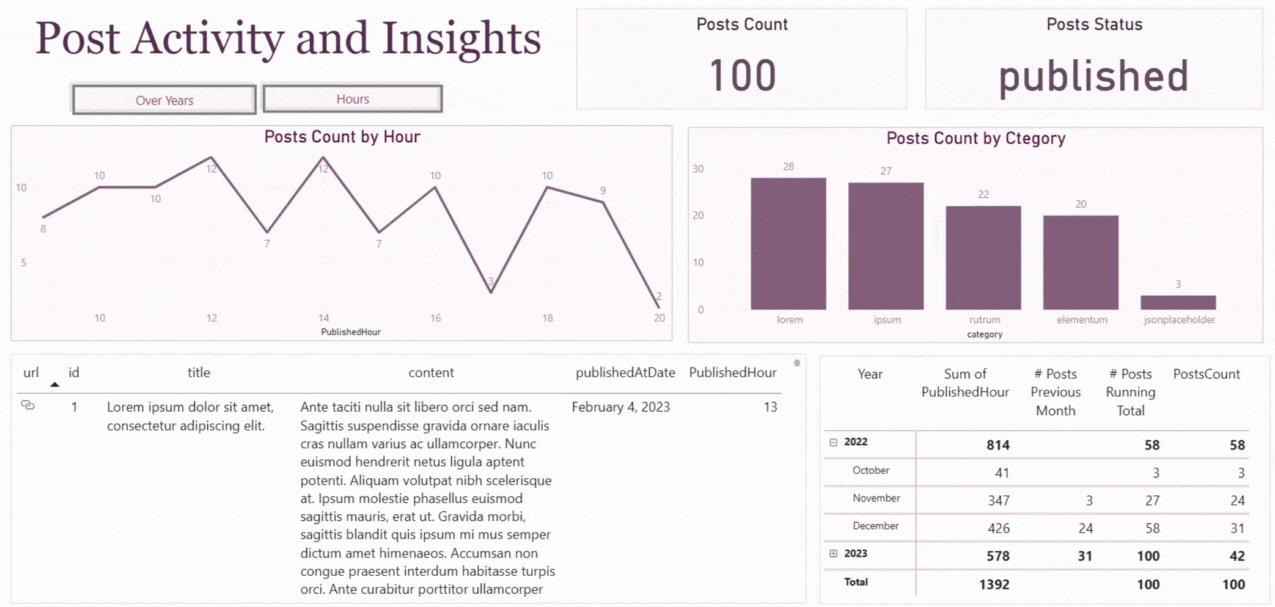 Post Activity and Insights
Over Years
Hours
Posts Count
100
Posts Status
published
Posts Count by Hour
10
5
8
10
10
12
7
12
7
10
3
10
9
2
10
12
14
16
18
20
PublishedHour
Posts Count by Ctegory
30
20
10
0
28
27
22
20
3
lorem
ipsum
rutrum
elementum
jsonplaceholder
category
url id title content publishedAtDate PublishedHour
1 Lorem ipsum dolor sit amet, Ante taciti nulla sit libero orci sed nam. February 4, 2023 13
consectetur adipiscing elit. Sagittis suspendisse gravida ornare iaculis
cras nullam varius ac ullamcorper. Nunc
euismod hendrerit netus ligula aptent
potenti. Aliquam volutpat nibh scelerisque
at. Ipsum molestie phasellus euismod
sagittis mauris, erat ut. Gravida morbi,
sagittis blandit quis ipsum mi mus semper
dictum amet himenaeos. Accumsan non
congue praesent interdum habitasse turpis
orci. Ante curabitur porttitor ullamcorper
Year Sum of # Posts # Posts PostsCount
PublishedHour Previous Running
Month Total
2022 814 58 58
October 41 3 3
November 347 3 27 24
December 426 24 58 31
2023 578 31 100 42
Total 1392 100 100